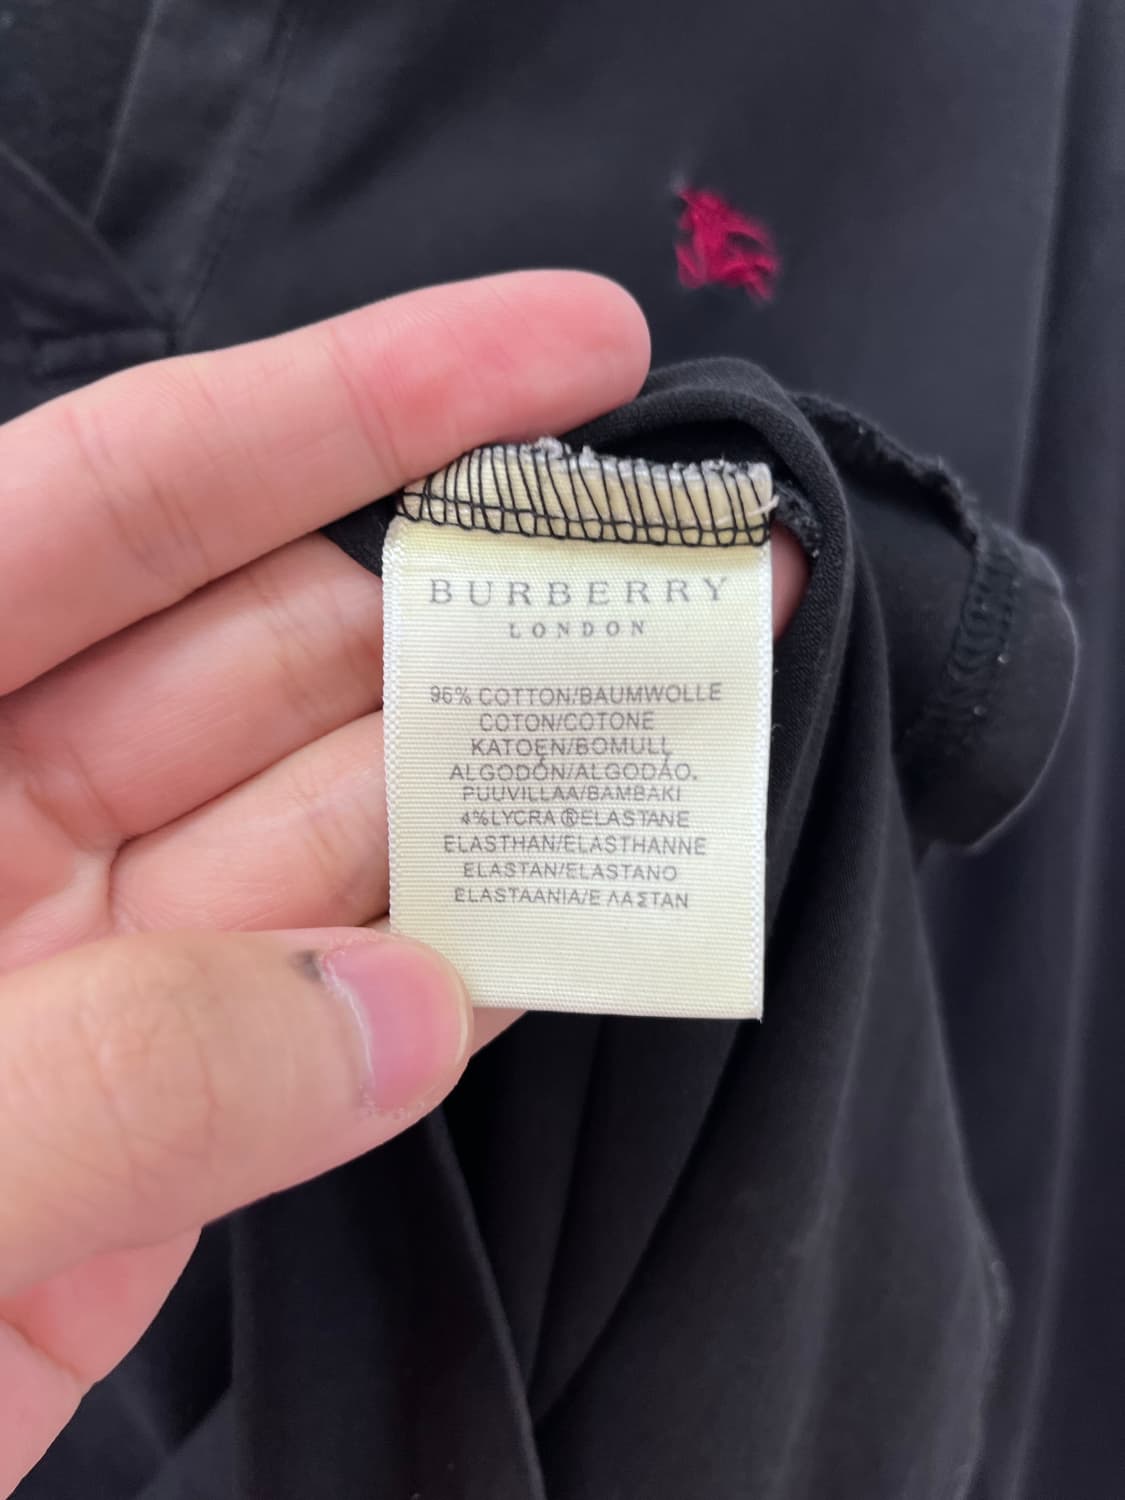 BURBERRY
LONDON
96% COTTON/BAUMWOLLE
COTON/COTONE
KATOEN/BOMULL
ALGODÓN/ALGODÃO.
PUUVILLAA/BAMBAKI
4%LYCRA ®ELASTANE
ELASTHAN/ELASTHANNE
ELASTAN/ELASTANO
ELASTAANIA/E ΛΑΣΤΑΝ